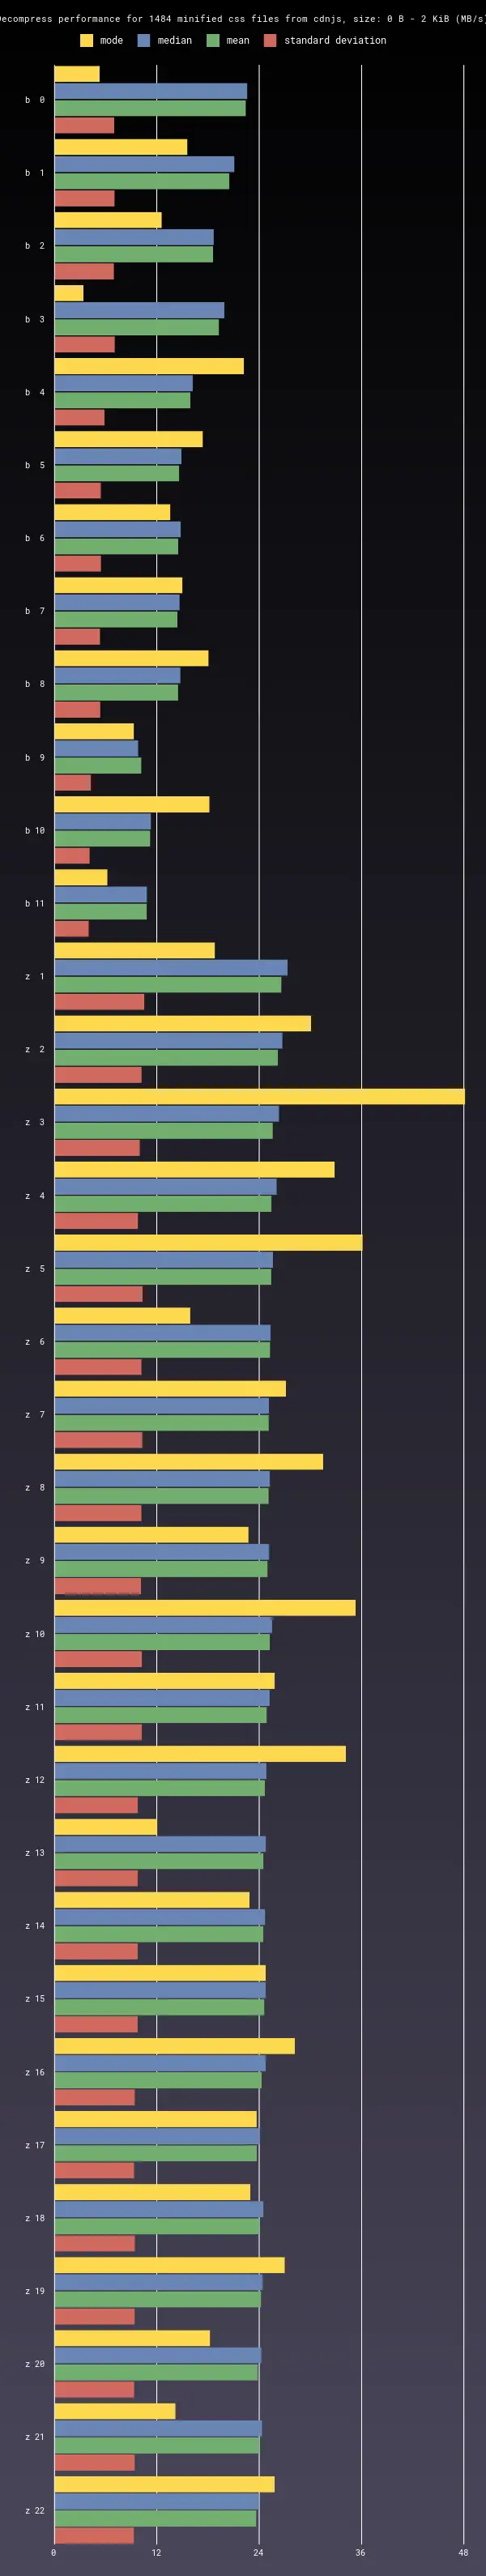 Decompress performance for 1484 minified css files from cdnjs, size: 0 B - 2 KiB (MB/s)
mode median mean standard deviation
b 0
b 1
b 2
b 3
b 4
b 5
b 6
b 7
b 8
b 9
b 10
b 11
z 1
z 2
z 3
z 4
z 5
z 6
z 7
z 8
z 9
z 10
z 11
z 12
z 13
z 14
z 15
z 16
z 17
z 18
z 19
z 20
z 21
z 22
0 12 24 36 48